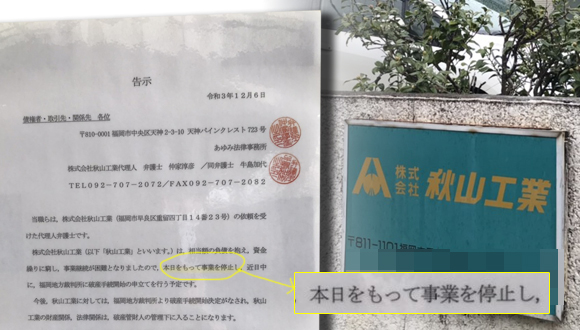 告示
令和3年12月6日
債権者・取引先・関係先 各位
〒810-0001 福岡市中央区天神2-3-10 天神パインクレスト723号
あゆみ法律事務所
株式会社秋山工業代理人 弁護士 仲家淳彦 /同弁護士 牛島加代
TEL092-707-2072/FAX092-707-2082
当職らは、株式会社秋山工業(福岡市早良区重留四丁目14番23号)の依頼を受
けた代理人弁護士です。
株式会社秋山工業(以下「秋山工業」といいます。)は、相当額の負債を抱え、資金
繰りに窮し、事業継続が困難となりましたので、本日をもって事業を停止し、近日中
に、福岡地方裁判所に破産手続開始の申立てを行う予定です。
今後、秋山工業に対しては、福岡地方裁判所より破産手続開始決定がなされ、秋山
工業の財産関係、法律関係は、破産管財人の管理下に入ることになります。
株式
会社 秋山工業
〒811-1101
本日をもって事業を停止し,